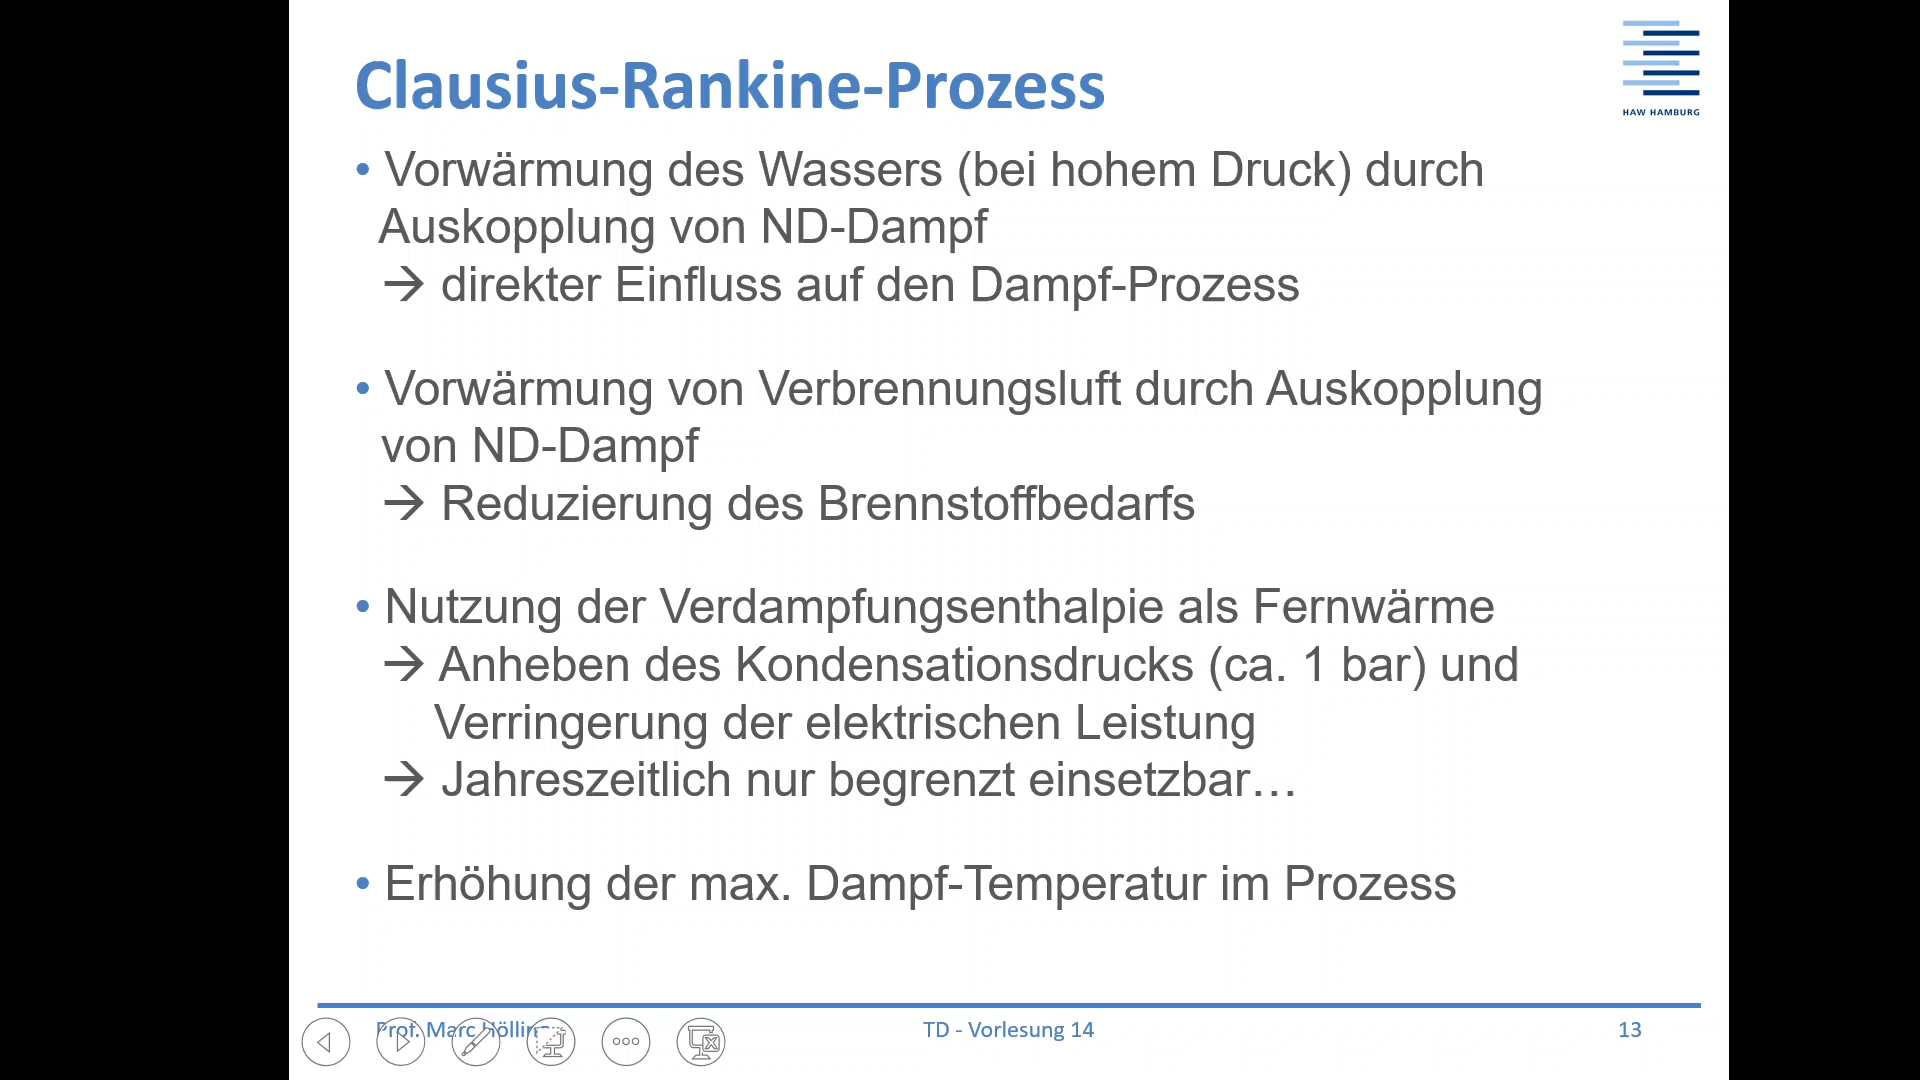 Clausius-Rankine-Prozess
HAW HAMBURG
• Vorwärmung des Wassers (bei hohem Druck) durch
Auskopplung von ND-Dampf
→ direkter Einfluss auf den Dampf-Prozess
• Vorwärmung von Verbrennungsluft durch Auskopplung
von ND-Dampf
→ Reduzierung des Brennstoffbedarfs
• Nutzung der Verdampfungsenthalpie als Fernwärme
→ Anheben des Kondensationsdrucks (ca. 1 bar) und
Verringerung der elektrischen Leistung
→ Jahreszeitlich nur begrenzt einsetzbar…
• Erhöhung der max. Dampf-Temperatur im Prozess
Prof. Marc Hölling
TD - Vorlesung 14
13